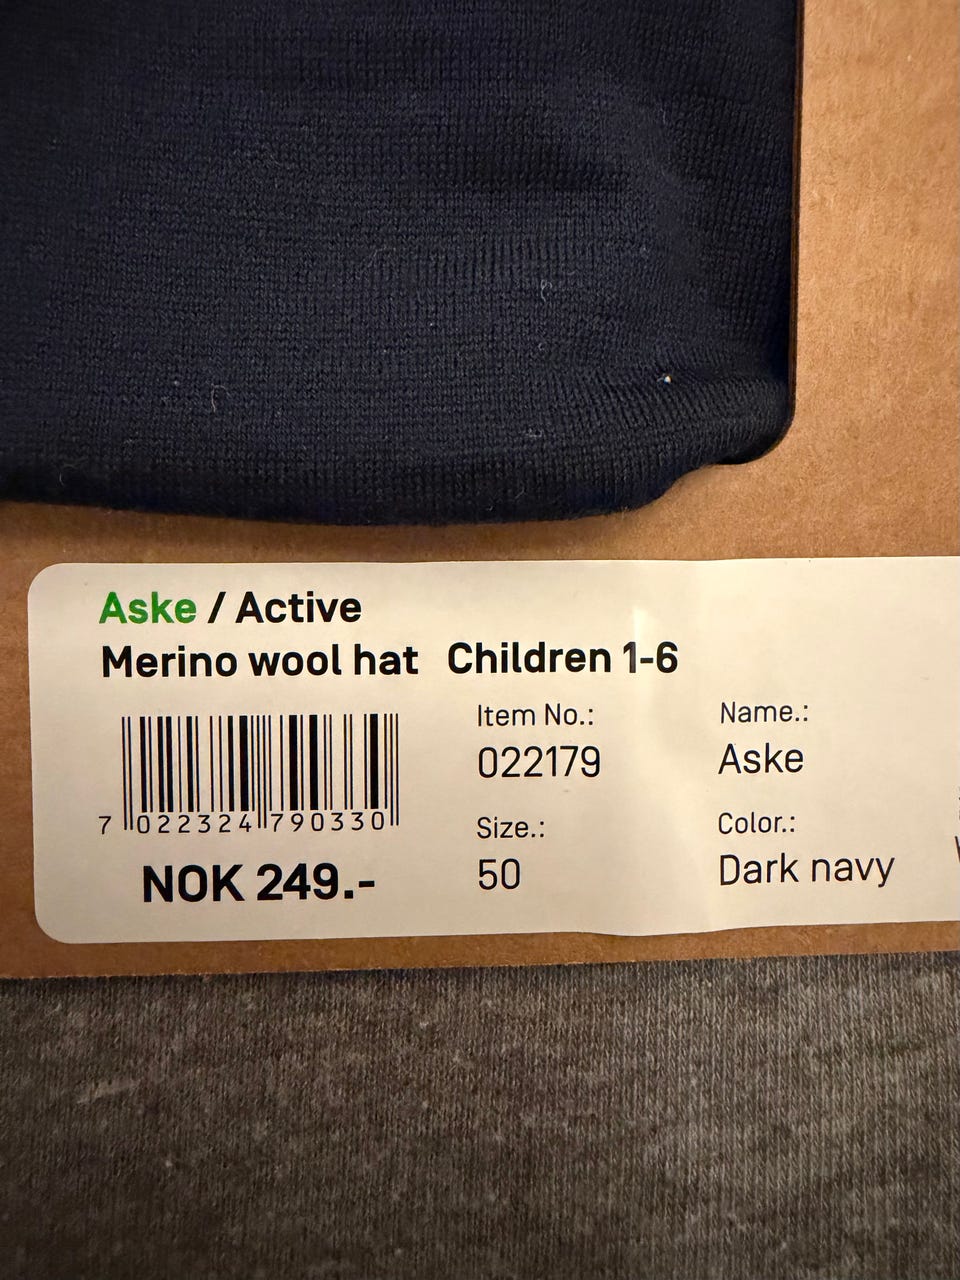 Aske / Active
Merino wool hat Children 1-6
Item No.: Name.:
022179 Aske
7 022324 790330
Size.: Color.:
50 Dark navy
NOK 249.-